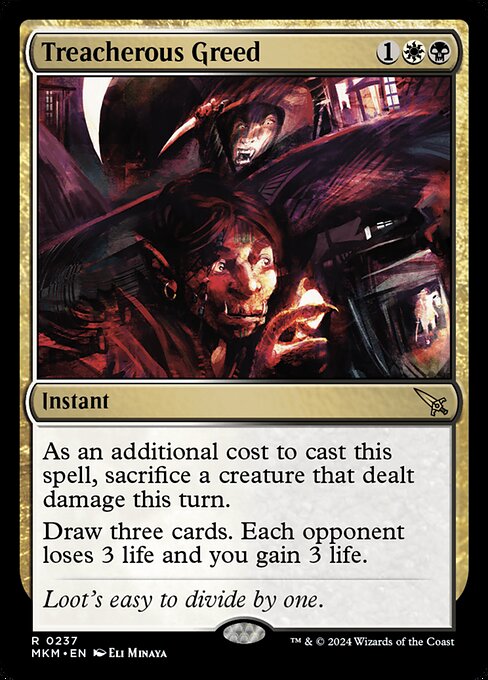 Treacherous Greed 1
Instant
As an additional cost to cast this
spell, sacrifice a creature that dealt
damage this turn.
Draw three cards. Each opponent
loses 3 life and you gain 3 life.
Loot's easy to divide by one.
R 0237
MKM • EN Eli Minaya
™ & © 2024 Wizards of the Coast